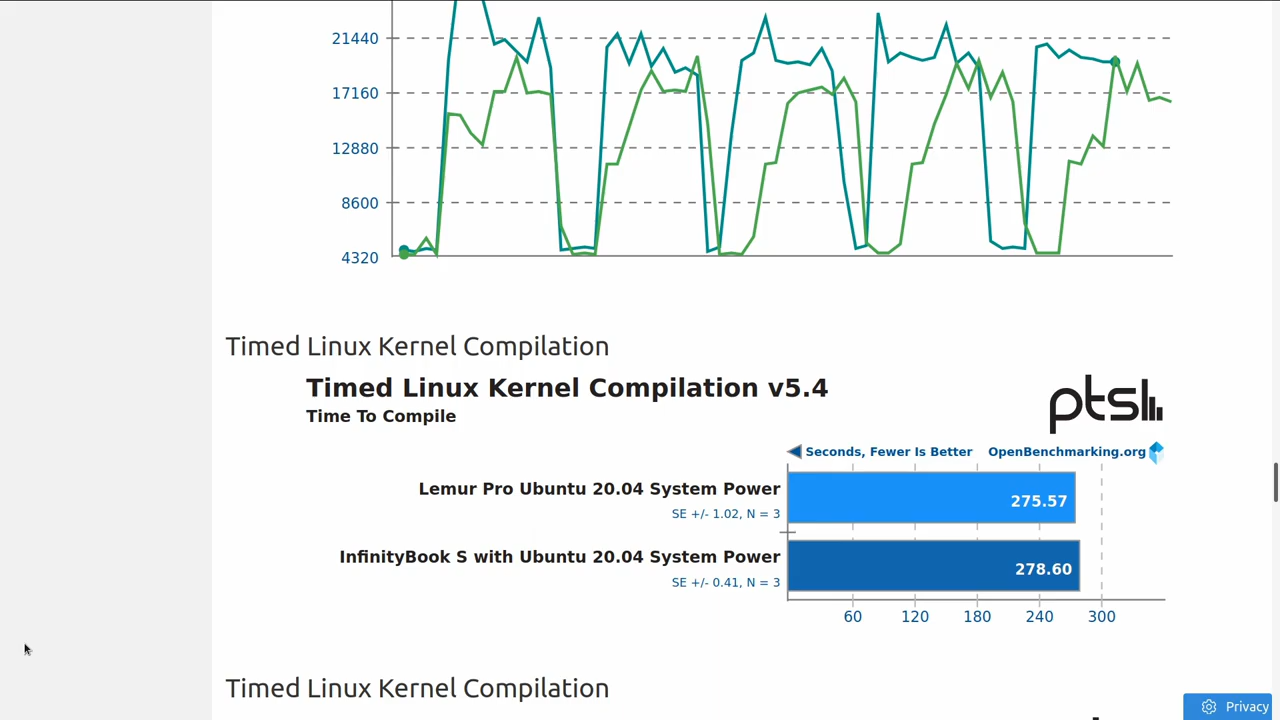 21440
17160
12880
8600
4320
Timed Linux Kernel Compilation
Timed Linux Kernel Compilation v5.4
Time To Compile
ptsl
Seconds, Fewer Is Better OpenBenchmarking.org
Lemur Pro Ubuntu 20.04 System Power
SE +/- 1.02, N = 3
275.57
InfinityBook S with Ubuntu 20.04 System Power
SE +/- 0.41, N = 3
278.60
60 120 180 240 300
Timed Linux Kernel Compilation
Privacy